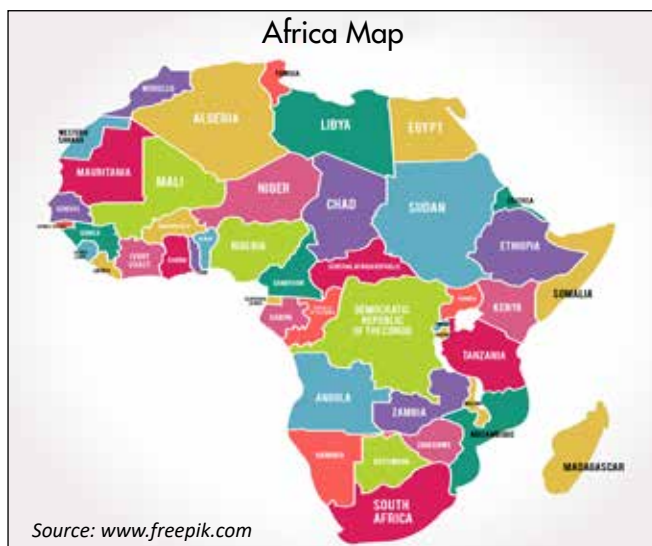 Africa Map
TUNISIA
MOROCCO
ALGERIA
LIBYA
EGYPT
WESTERN
SAHARA
MAURITANIA
MALI
NIGER
CHAD
SUDAN
ERITREA
SENEGAL
GUINEA
IVORY
COAST
GHANA
NIGERIA
ETHIOPIA
CAMEROON
CENTRAL AFRICAN REPUBLIC
SOMALIA
GABON
DEMOCRATIC
REPUBLIC
OF THE CONGO
UGANDA
KENYA
TANZANIA
ANGOLA
ZAMBIA
MOZAMBIQUE
ZIMBABWE
NAMIBIA
BOTSWANA
MADAGASCAR
SOUTH
AFRICA
Source: www.freepik.com